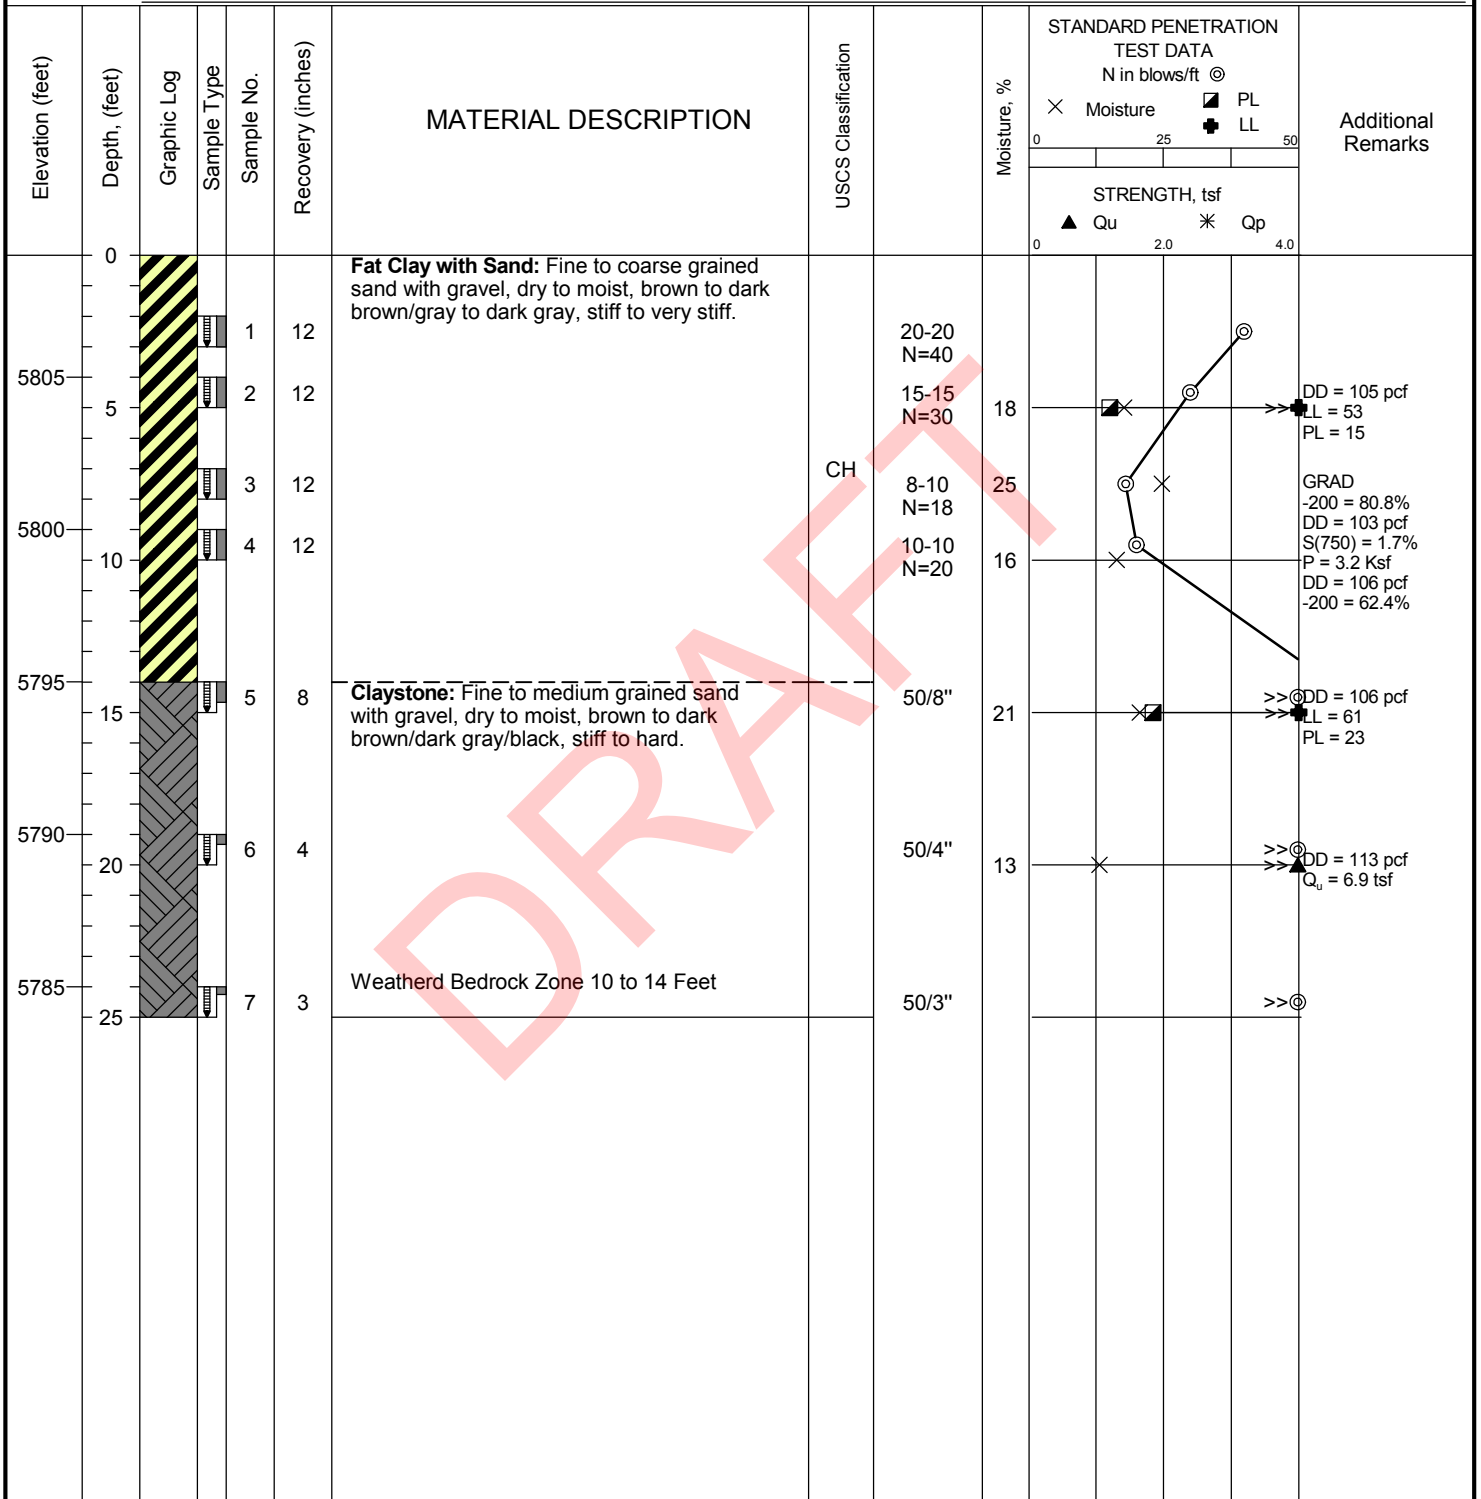 Elevation (feet)
Depth, (feet)
Graphic Log
Sample Type
Sample No.
Recovery (inches)
MATERIAL DESCRIPTION
USCS Classification
Moisture, %
STANDARD PENETRATION
TEST DATA
N in blows/ft
Moisture
PL
LL
0 25 50
STRENGTH, tsf
Qu Qp
0 2.0 4.0
Additional
Remarks
0
Fat Clay with Sand: Fine to coarse grained
sand with gravel, dry to moist, brown to dark
brown/gray to dark gray, stiff to very stiff.
1 12 20-20
N=40
5805
2 12 15-15
N=30
5 18 >>
DD = 105 pcf
LL = 53
PL = 15
CH
3 12 8-10
N=18
25
GRAD
-200 = 80.8%
DD = 103 pcf
S(750) = 1.7%
P = 3.2 Ksf
DD = 106 pcf
-200 = 62.4%
5800
4 12 10-10
N=20
10 16
5795
Claystone: Fine to medium grained sand
with gravel, dry to moist, brown to dark
brown/dark gray/black, stiff to hard.
5 8 50/8"
15 21 >>
>>
DD = 106 pcf
LL = 61
PL = 23
5790
6 4 50/4"
20 13 >>
>>
DD = 113 pcf
Qu = 6.9 tsf
5785
Weatherd Bedrock Zone 10 to 14 Feet
7 3 50/3" >>
25
DRAFT